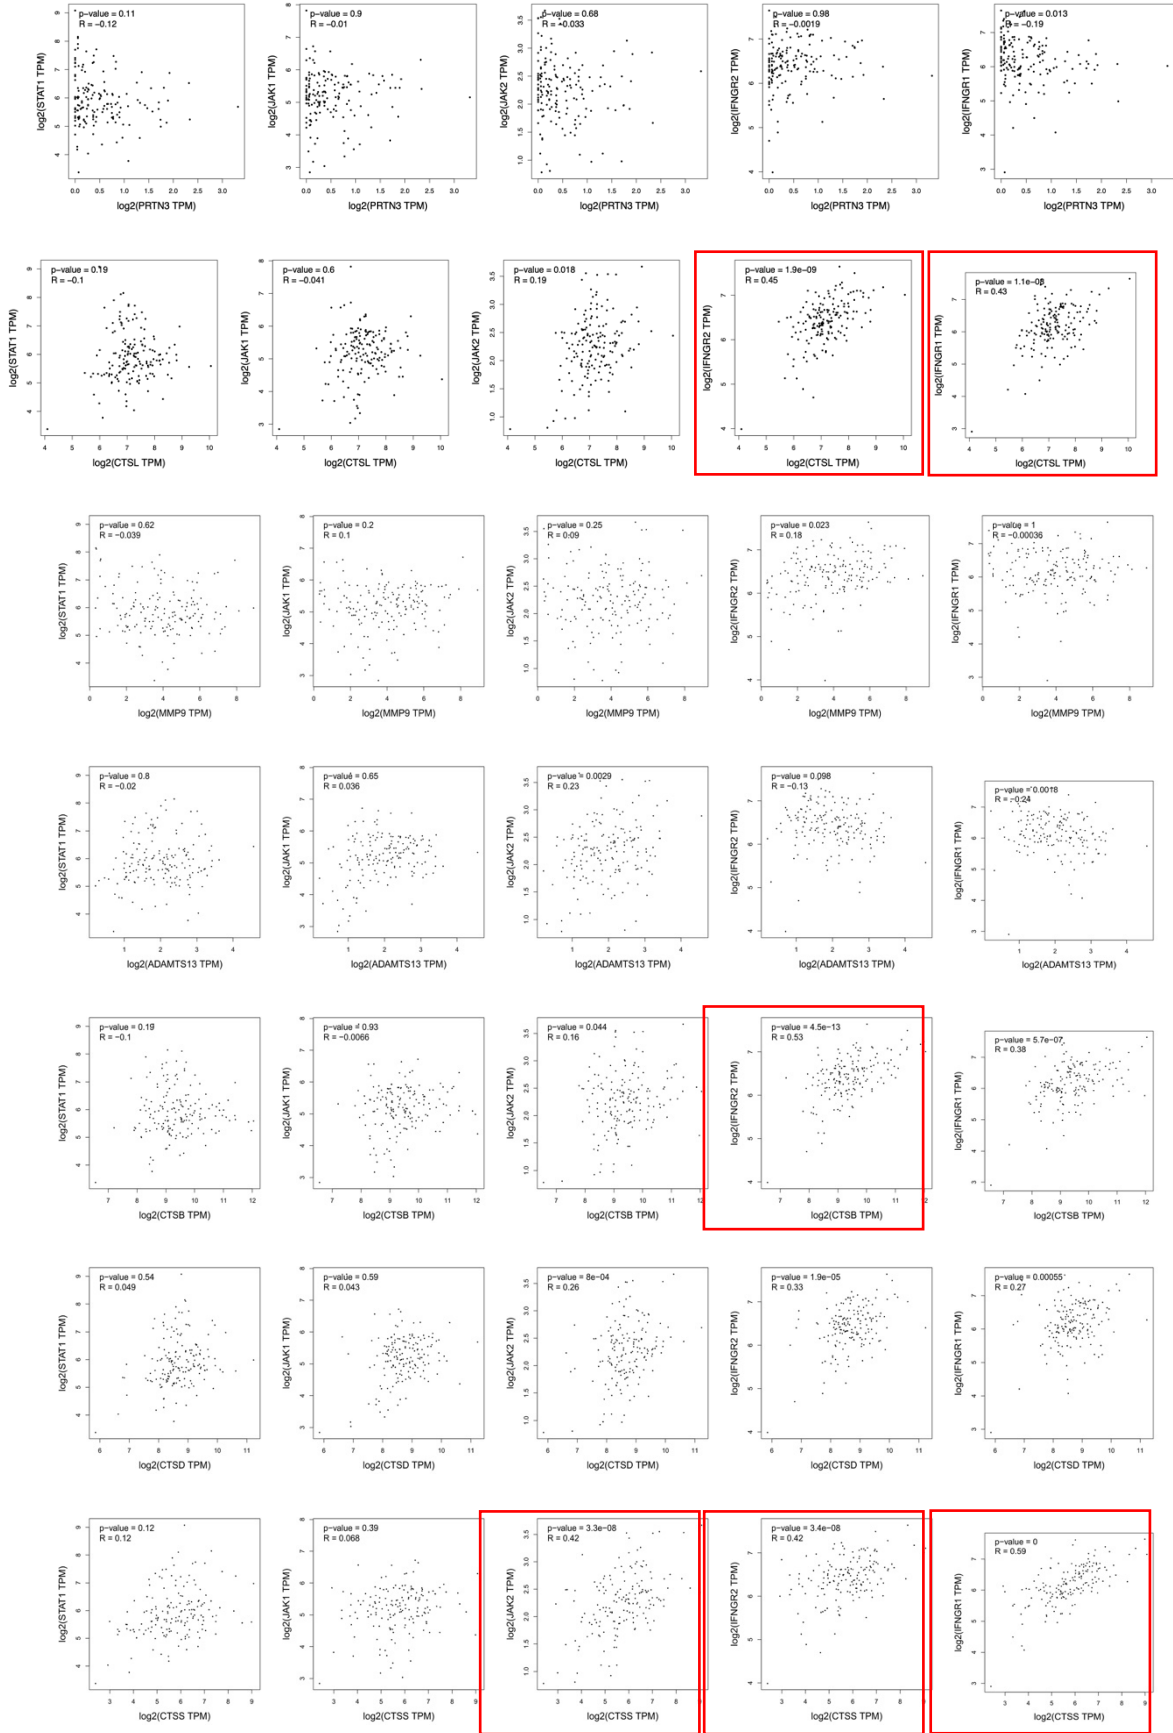 p-value = 0.11
R = −0.12
log2(STAT1 TPM)
log2(PRTN3 TPM)
p-value = 0.9
R = −0.01
log2(JAK1 TPM)
log2(PRTN3 TPM)
p-value = 0.68
R = −0.033
log2(JAK2 TPM)
log2(PRTN3 TPM)
p-value = 0.98
R = −0.0019
log2(IFNGR2 TPM)
log2(PRTN3 TPM)
p-value = 0.013
R = −0.19
log2(IFNGR1 TPM)
log2(PRTN3 TPM)
p-value = 0.19
R = −0.1
log2(STAT1 TPM)
log2(CTSL TPM)
p-value = 0.6
R = −0.041
log2(JAK1 TPM)
log2(CTSL TPM)
p-value = 0.018
R = 0.19
log2(JAK2 TPM)
log2(CTSL TPM)
p-value = 1.9e-09
R = 0.45
log2(IFNGR2 TPM)
log2(CTSL TPM)
p-value = 1.1e-08
R = 0.43
log2(IFNGR1 TPM)
log2(CTSL TPM)
p-value = 0.62
R = −0.039
log2(STAT1 TPM)
log2(MMP9 TPM)
p-value = 0.2
R = 0.1
log2(JAK1 TPM)
log2(MMP9 TPM)
p-value = 0.25
R = 0.09
log2(JAK2 TPM)
log2(MMP9 TPM)
p-value = 0.023
R = 0.18
log2(IFNGR2 TPM)
log2(MMP9 TPM)
p-value = 1
R = −0.00036
log2(IFNGR1 TPM)
log2(MMP9 TPM)
p-value = 0.8
R = −0.02
log2(STAT1 TPM)
log2(ADAMTS13 TPM)
p-value = 0.65
R = 0.036
log2(JAK1 TPM)
log2(ADAMTS13 TPM)
p-value = 0.0029
R = 0.23
log2(JAK2 TPM)
log2(ADAMTS13 TPM)
p-value = 0.098
R = −0.13
log2(IFNGR2 TPM)
log2(ADAMTS13 TPM)
p-value = 0.0018
R = −0.24
log2(IFNGR1 TPM)
log2(ADAMTS13 TPM)
p-value = 0.19
R = −0.1
log2(STAT1 TPM)
log2(CTSB TPM)
p-value = 0.93
R = −0.0066
log2(JAK1 TPM)
log2(CTSB TPM)
p-value = 0.044
R = 0.16
log2(JAK2 TPM)
log2(CTSB TPM)
p-value = 4.5e-13
R = 0.53
log2(IFNGR2 TPM)
log2(CTSB TPM)
p-value = 5.7e-07
R = 0.38
log2(IFNGR1 TPM)
log2(CTSB TPM)
p-value = 0.54
R = 0.049
log2(STAT1 TPM)
log2(CTSD TPM)
p-value = 0.59
R = 0.043
log2(JAK1 TPM)
log2(CTSD TPM)
p-value = 8e-04
R = 0.26
log2(JAK2 TPM)
log2(CTSD TPM)
p-value = 1.9e-05
R = 0.33
log2(IFNGR2 TPM)
log2(CTSD TPM)
p-value = 0.00055
R = 0.27
log2(IFNGR1 TPM)
log2(CTSD TPM)
p-value = 0.12
R = 0.12
log2(STAT1 TPM)
log2(CTSS TPM)
p-value = 0.39
R = 0.068
log2(JAK1 TPM)
log2(CTSS TPM)
p-value = 3.3e-08
R = 0.42
log2(JAK2 TPM)
log2(CTSS TPM)
p-value = 3.4e-08
R = 0.42
log2(IFNGR2 TPM)
log2(CTSS TPM)
p-value = 0
R = 0.59
log2(IFNGR1 TPM)
log2(CTSS TPM)